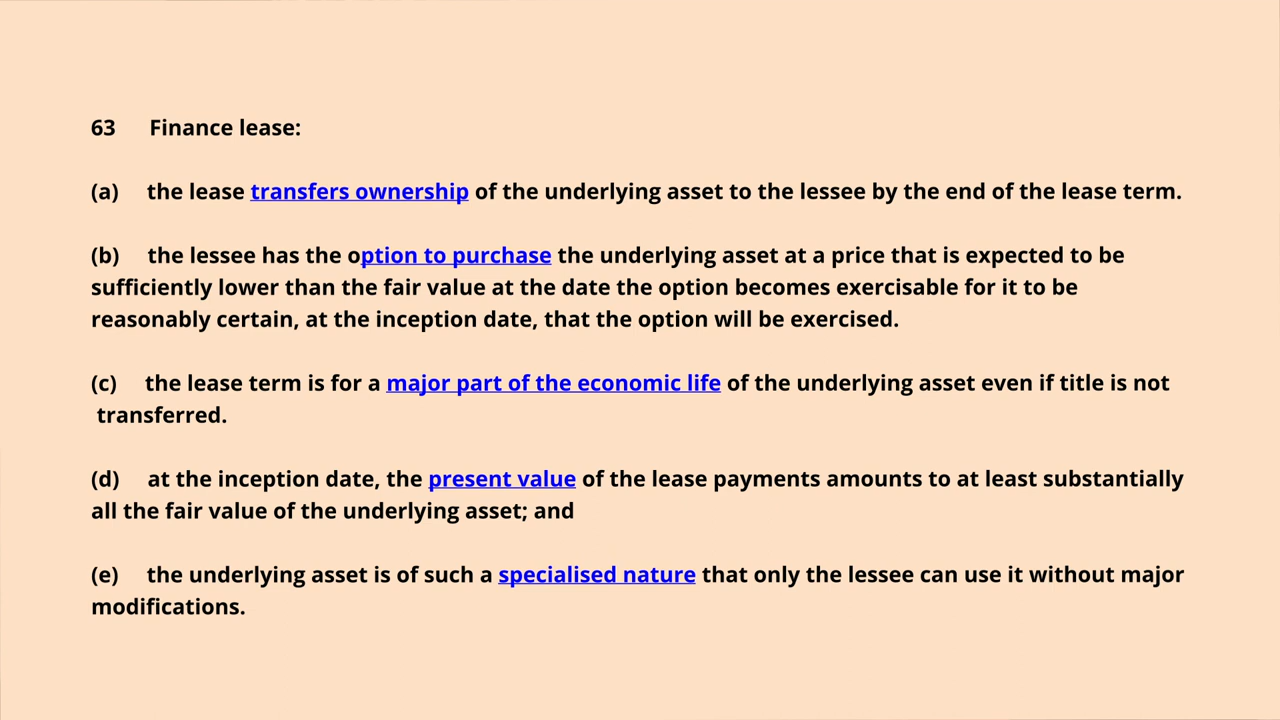 63 Finance lease:
(a) the lease transfers ownership of the underlying asset to the lessee by the end of the lease term.
(b) the lessee has the option to purchase the underlying asset at a price that is expected to be
sufficiently lower than the fair value at the date the option becomes exercisable for it to be
reasonably certain, at the inception date, that the option will be exercised.
(c) the lease term is for a major part of the economic life of the underlying asset even if title is not
transferred.
(d) at the inception date, the present value of the lease payments amounts to at least substantially
all the fair value of the underlying asset; and
(e) the underlying asset is of such a specialised nature that only the lessee can use it without major
modifications.